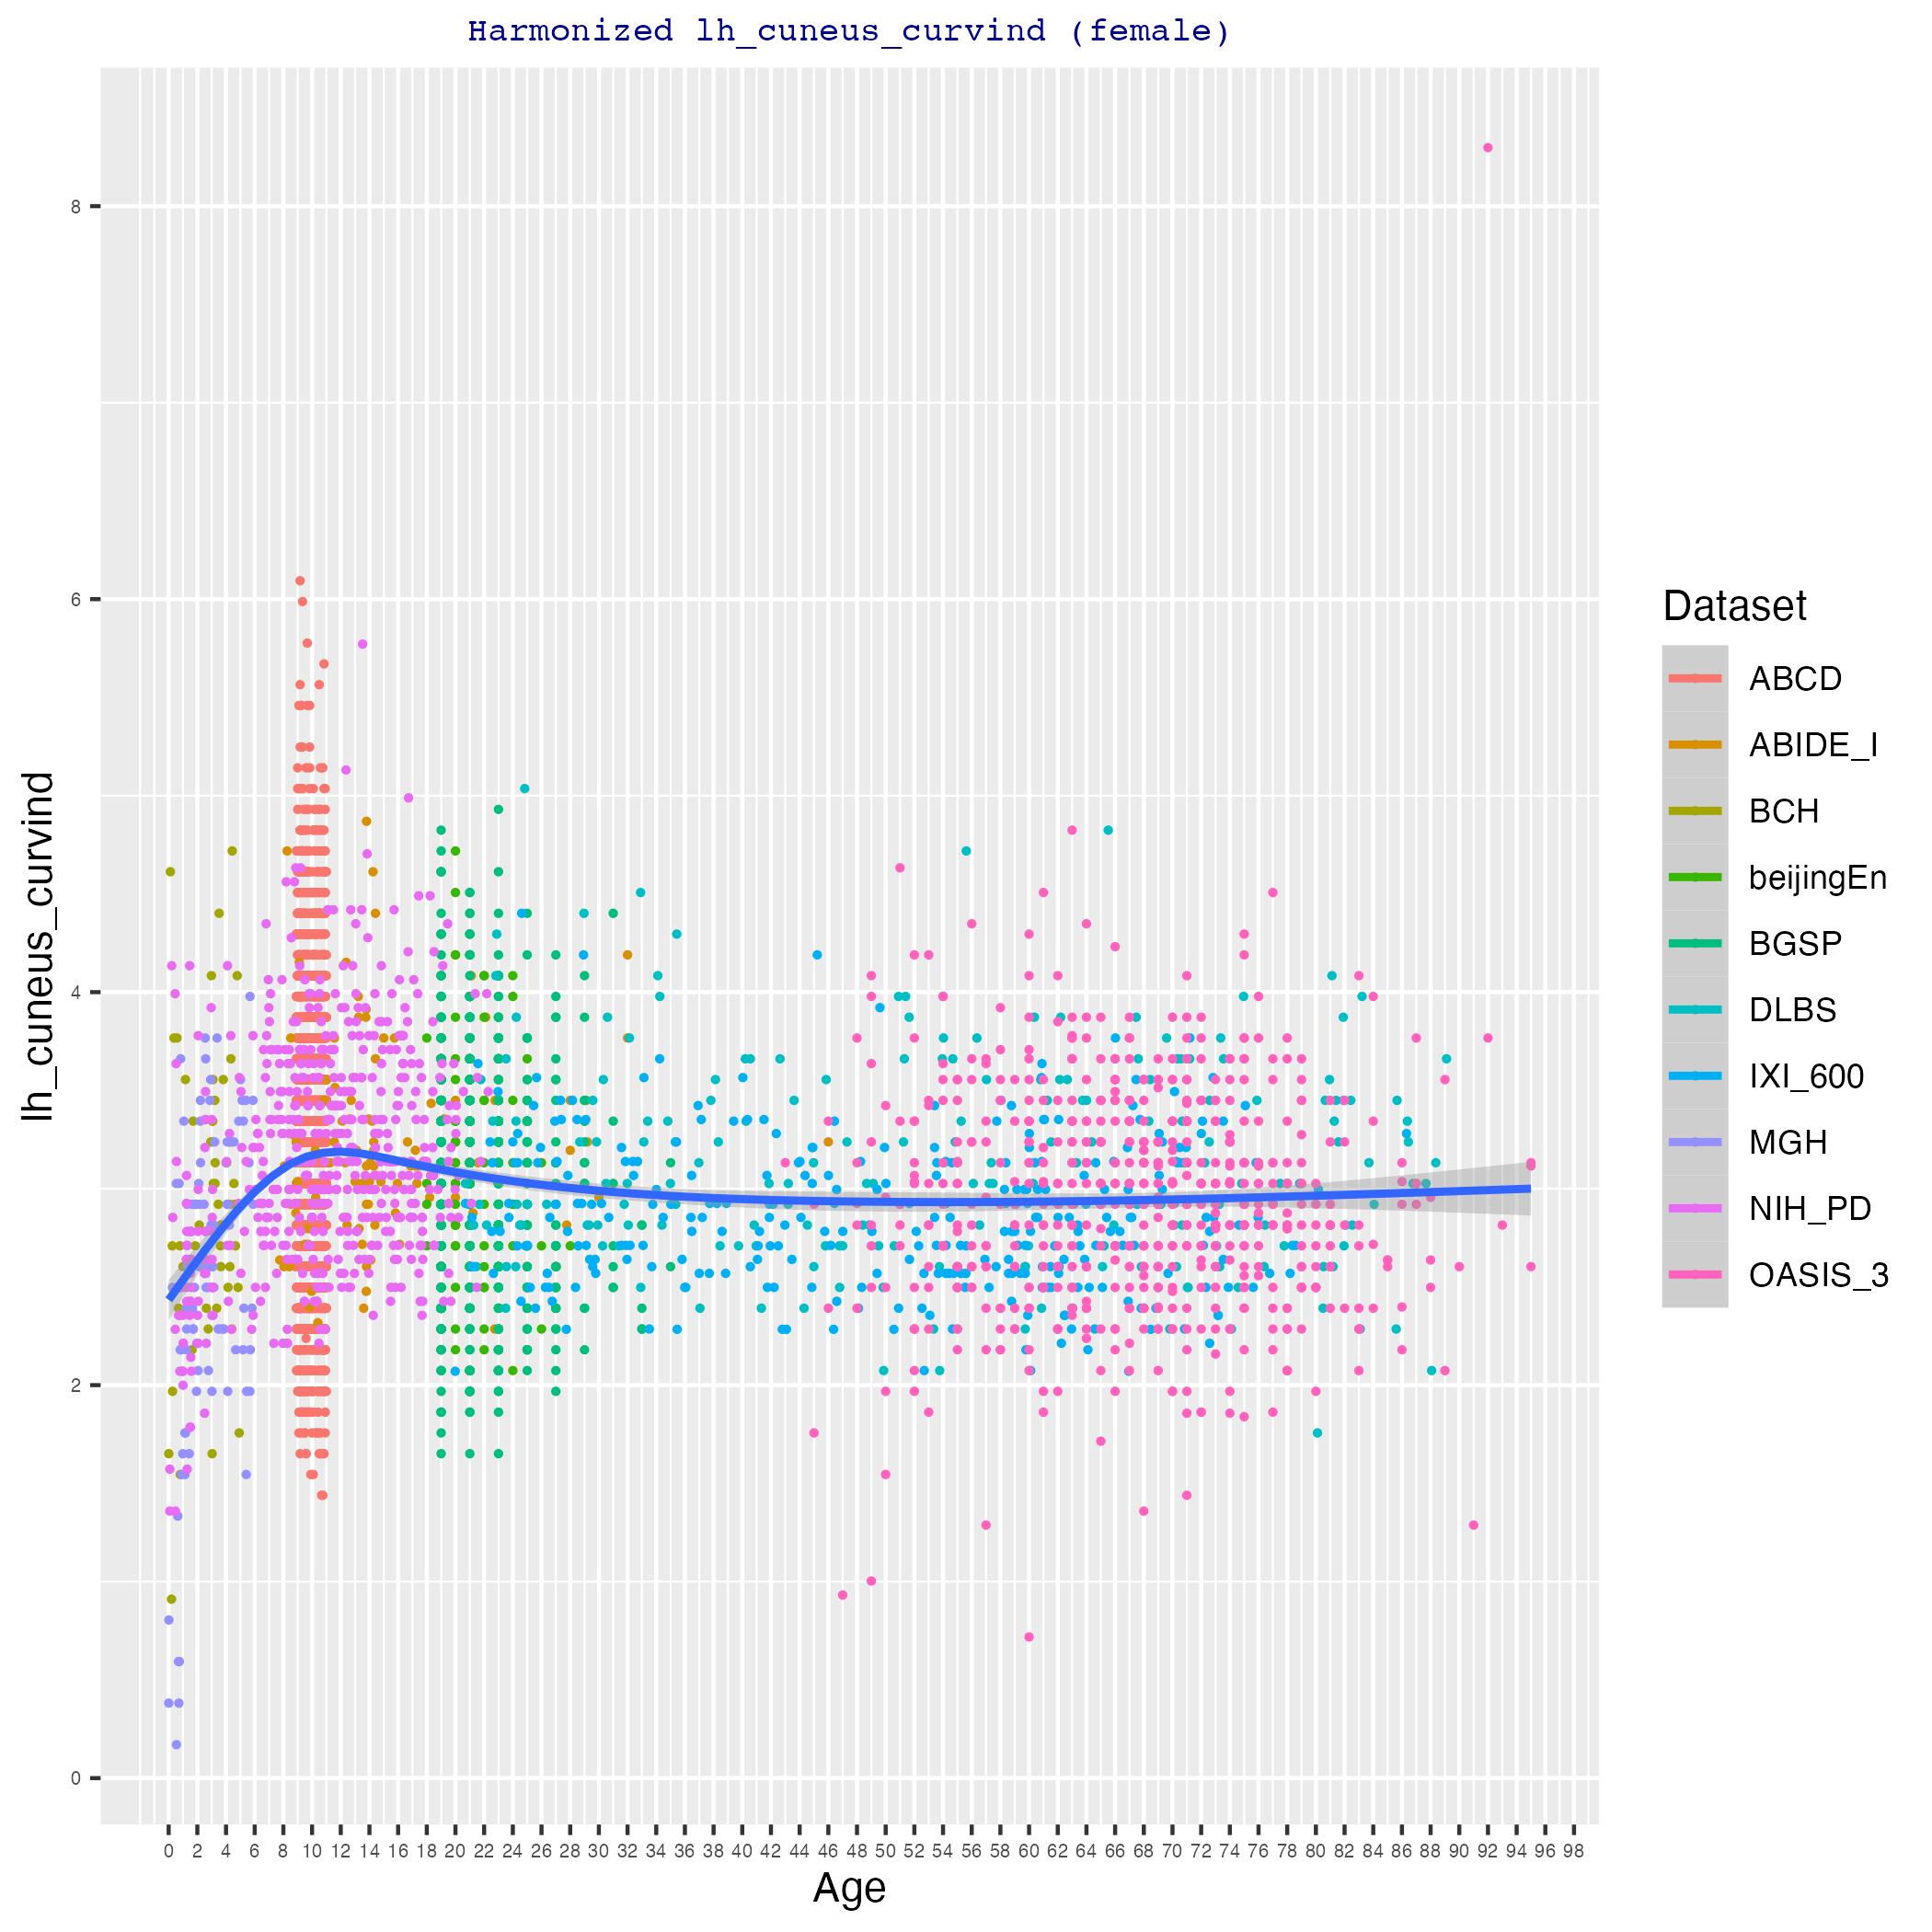 Harmonized lh_cuneus_curvind (female)
lh_cuneus_curvind
8
6
4
2
0
0 2 4 6 8 10 12 14 16 18 20 22 24 26 28 30 32 34 36 38 40 42 44 46 48 50 52 54 56 58 60 62 64 66 68 70 72 74 76 78 80 82 84 86 88 90 92 94 96 98
Age
Dataset
ABCD
ABIDE_I
BCH
beijingEn
BGSP
DLBS
IXI_600
MGH
NIH_PD
OASIS_3